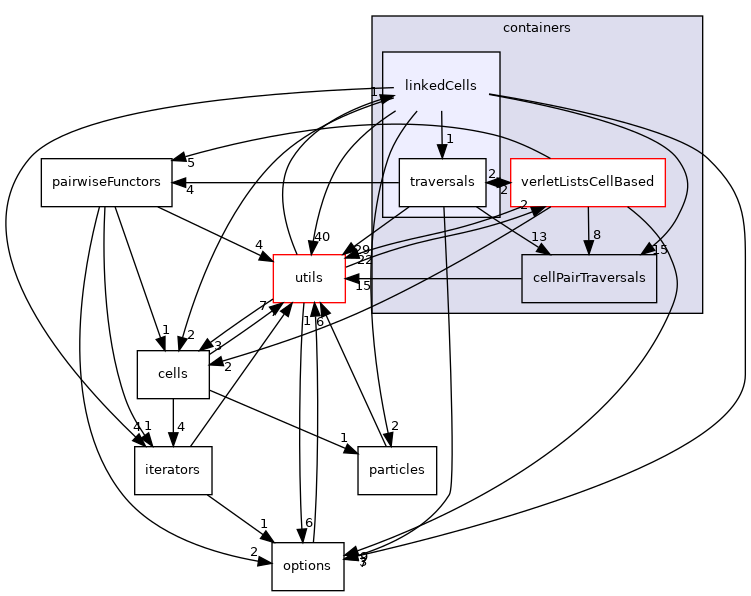 containers
linkedCells
1
1
5
pairwiseFunctors
4
traversals
2
2
verletListsCellBased
2
4
40
13
8
29
22
15
utils
15
cellPairTraversals
7
1
6
1
2
3
2
cells
4
1
4
1
2
iterators
particles
1
6
2
options
3